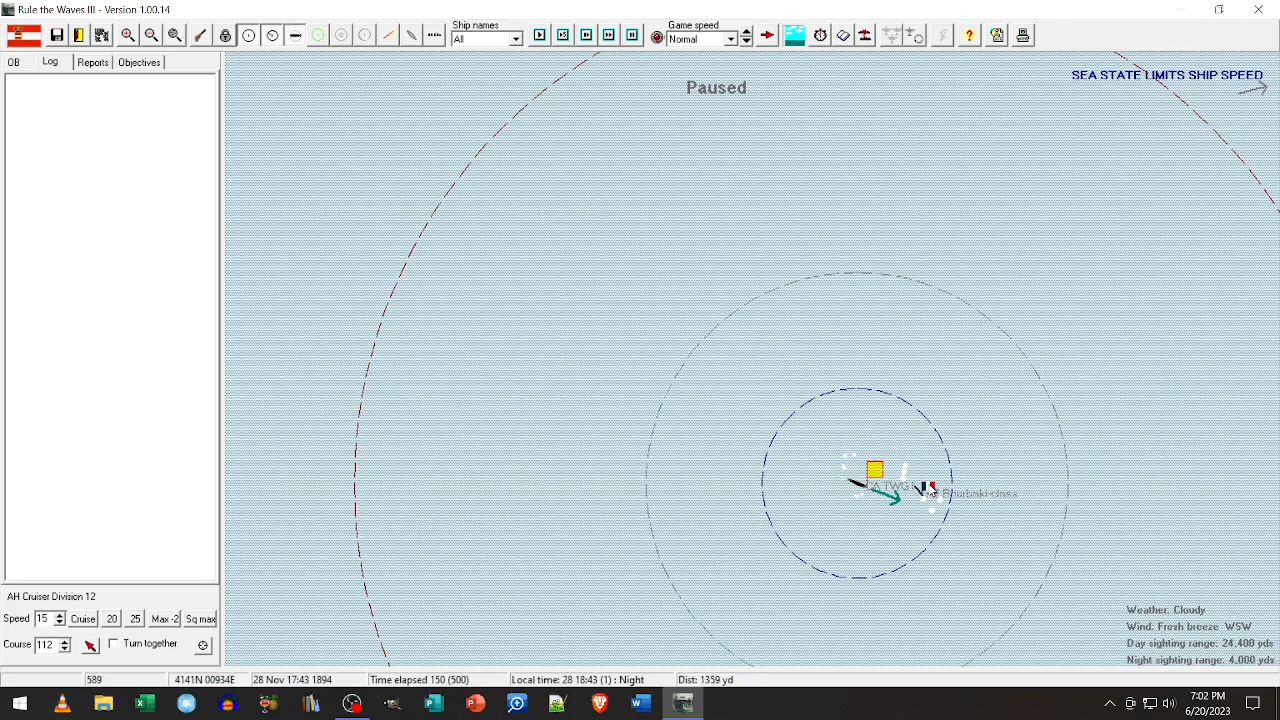 Rule the Waves III - Version 1.00.14
Ship names
All
Game speed
Normal
OB
Log
Reports
Objectives
Paused
SEA STATE LIMITS SHIP SPEED
CA TWG
Bourbaki class
AH Cruiser Division 12
Speed 15 Cruise 20 25 Max -2 Sq max
Course 112 Turn together
Weather: Cloudy
Wind: Fresh breeze WSW
Day sighting range: 24,400 yds
Night sighting range: 4,000 yds
589
4141N 00934E
28 Nov 17:43 1894
Time elapsed 150 (500)
Local time: 28 18:43 (1) : Night
Dist: 1359 yd
7:02 PM
6/20/2023